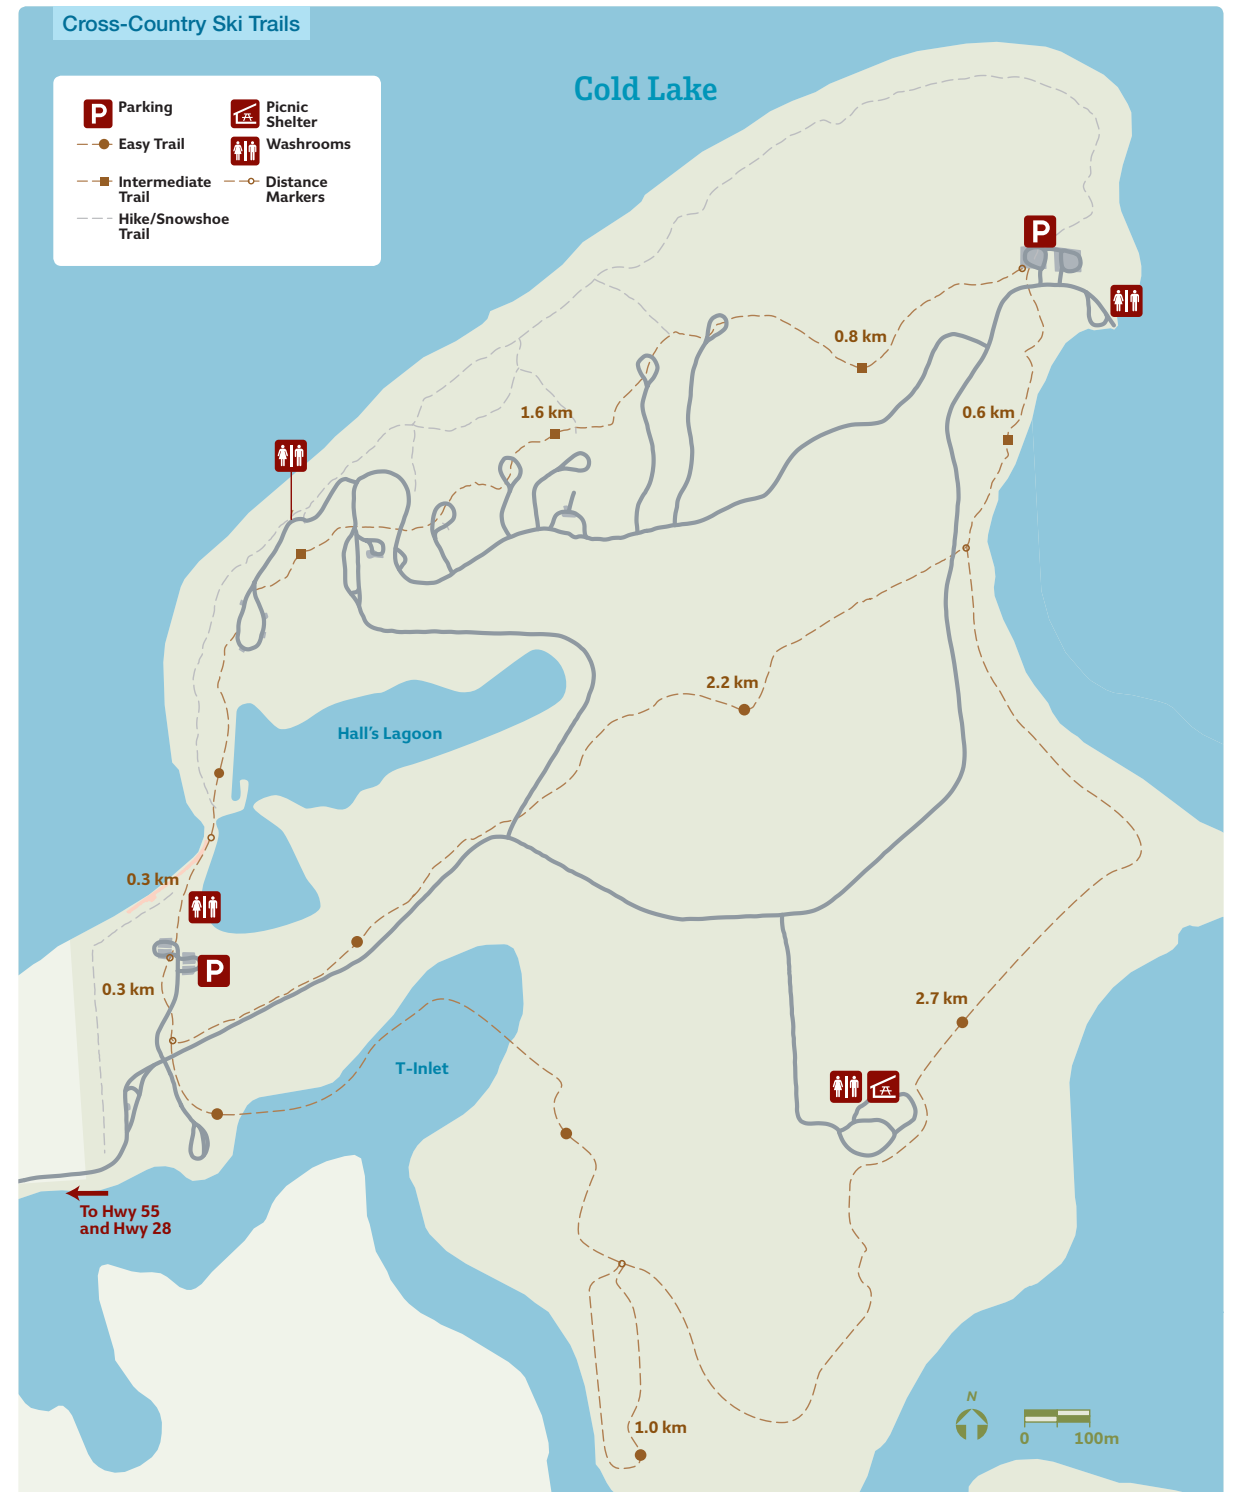 Cross-Country Ski Trails
Cold Lake
P Parking
Picnic
Shelter
Easy Trail
Washrooms
Intermediate
Trail
Distance
Markers
Hike/Snowshoe
Trail
P
0.8 km
1.6 km
0.6 km
2.2 km
Hall's Lagoon
0.3 km
P
0.3 km
2.7 km
T-Inlet
To Hwy 55
and Hwy 28
N
1.0 km
0 100m